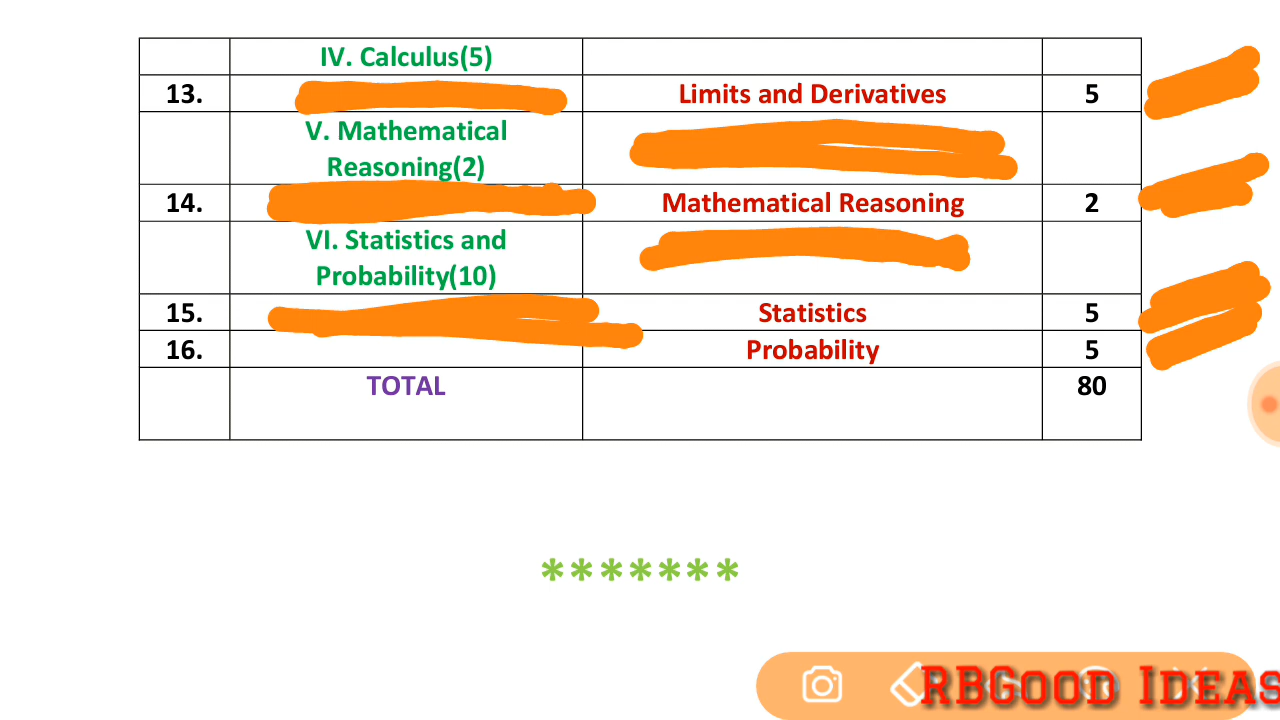 IV. Calculus(5)
13. Limits and Derivatives 5
V. Mathematical
Reasoning(2)
14. Mathematical Reasoning 2
VI. Statistics and
Probability(10)
15. Statistics 5
16. Probability 5
TOTAL 80
*******
RBGood Ideas